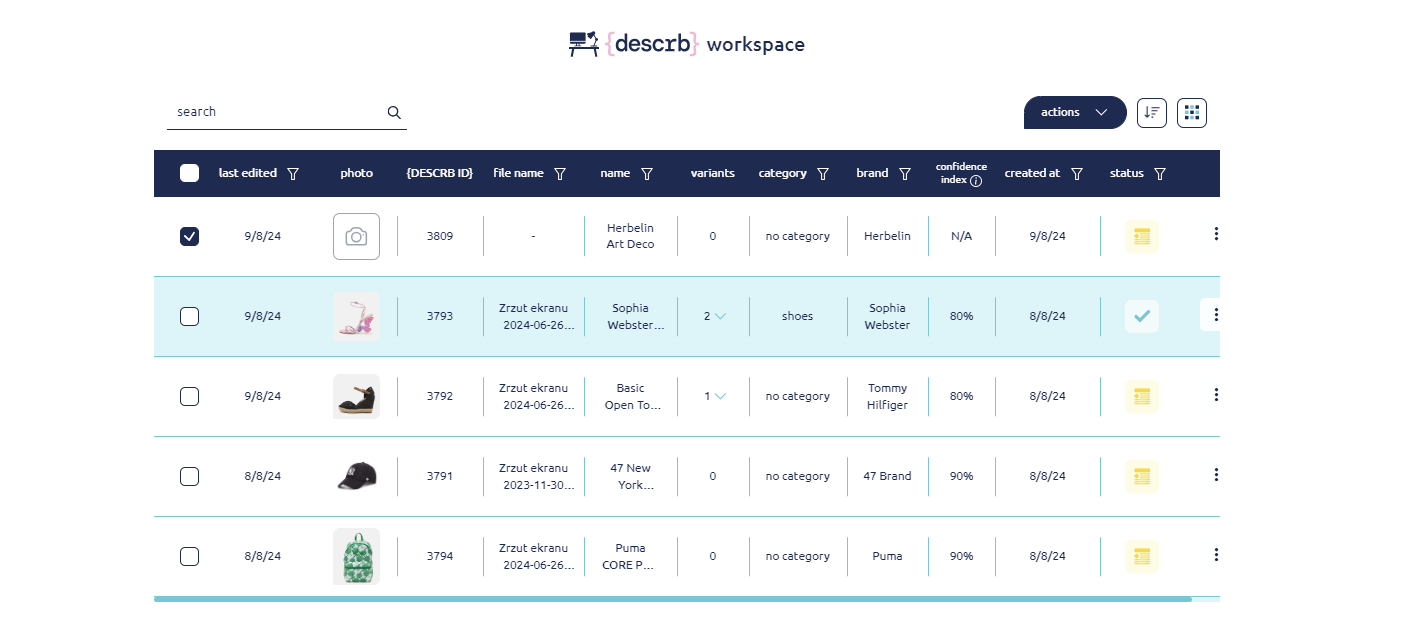 {descrb} workspace
search
actions
last edited photo {DESCRB ID} file name name variants category brand confidence index created at status
9/8/24 3809 - Herbelin Art Deco 0 no category Herbelin N/A 9/8/24
9/8/24 3793 Zrzut ekranu 2024-06-26... Sophia Webster... 2 shoes Sophia Webster 80% 8/8/24
9/8/24 3792 Zrzut ekranu 2024-06-26... Basic Open To... 1 no category Tommy Hilfiger 80% 8/8/24
8/8/24 3791 Zrzut ekranu 2023-11-30... 47 New York... 0 no category 47 Brand 90% 8/8/24
8/8/24 3794 Zrzut ekranu 2024-06-26... Puma CORE P... 0 no category Puma 90% 8/8/24